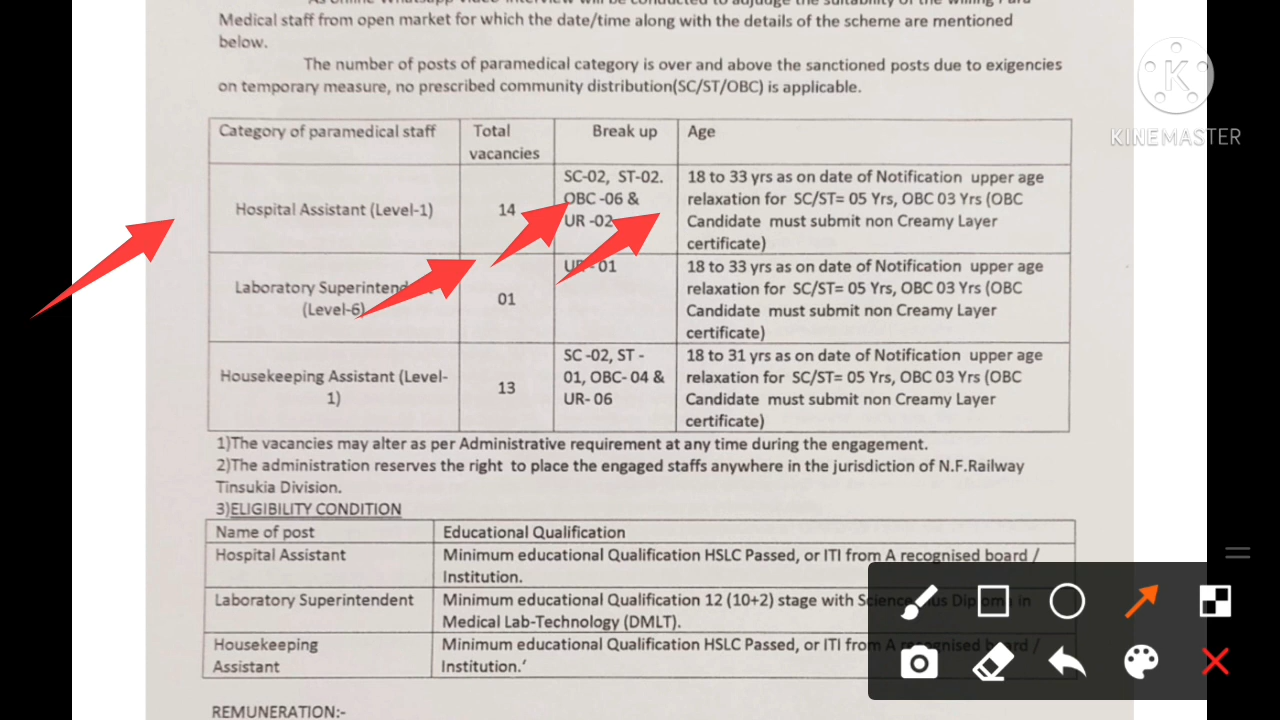 Medical staff from open market for which the date/time along with the details of the scheme are mentioned
below.
The number of posts of paramedical category is over and above the sanctioned posts due to exigencies
on temporary measure, no prescribed community distribution(SC/ST/OBC) is applicable.
Category of paramedical staff
Total
vacancies
Break up
Age
Hospital Assistant (Level-1)
14
SC-02, ST-02.
OBC -06 &
UR -02
18 to 33 yrs as on date of Notification upper age
relaxation for SC/ST= 05 Yrs, OBC 03 Yrs (OBC
Candidate must submit non Creamy Layer
certificate)
Laboratory Superintendent
(Level-6)
01
UR - 01
18 to 33 yrs as on date of Notification upper age
relaxation for SC/ST= 05 Yrs, OBC 03 Yrs (OBC
Candidate must submit non Creamy Layer
certificate)
Housekeeping Assistant (Level-
1)
13
SC -02, ST -
01, OBC- 04 &
UR- 06
18 to 31 yrs as on date of Notification upper age
relaxation for SC/ST= 05 Yrs, OBC 03 Yrs (OBC
Candidate must submit non Creamy Layer
certificate)
1)The vacancies may alter as per Administrative requirement at any time during the engagement.
2)The administration reserves the right to place the engaged staffs anywhere in the jurisdiction of N.F.Railway
Tinsukia Division.
3)ELIGIBILITY CONDITION
Name of post
Educational Qualification
Hospital Assistant
Minimum educational Qualification HSLC Passed, or ITI from A recognised board /
Institution.
Laboratory Superintendent
Minimum educational Qualification 12 (10+2) stage with Science plus Diploma in
Medical Lab-Technology (DMLT).
Housekeeping
Assistant
Minimum educational Qualification HSLC Passed, or ITI from A recognised board /
Institution.’
REMUNERATION:-
K
KINEMASTER